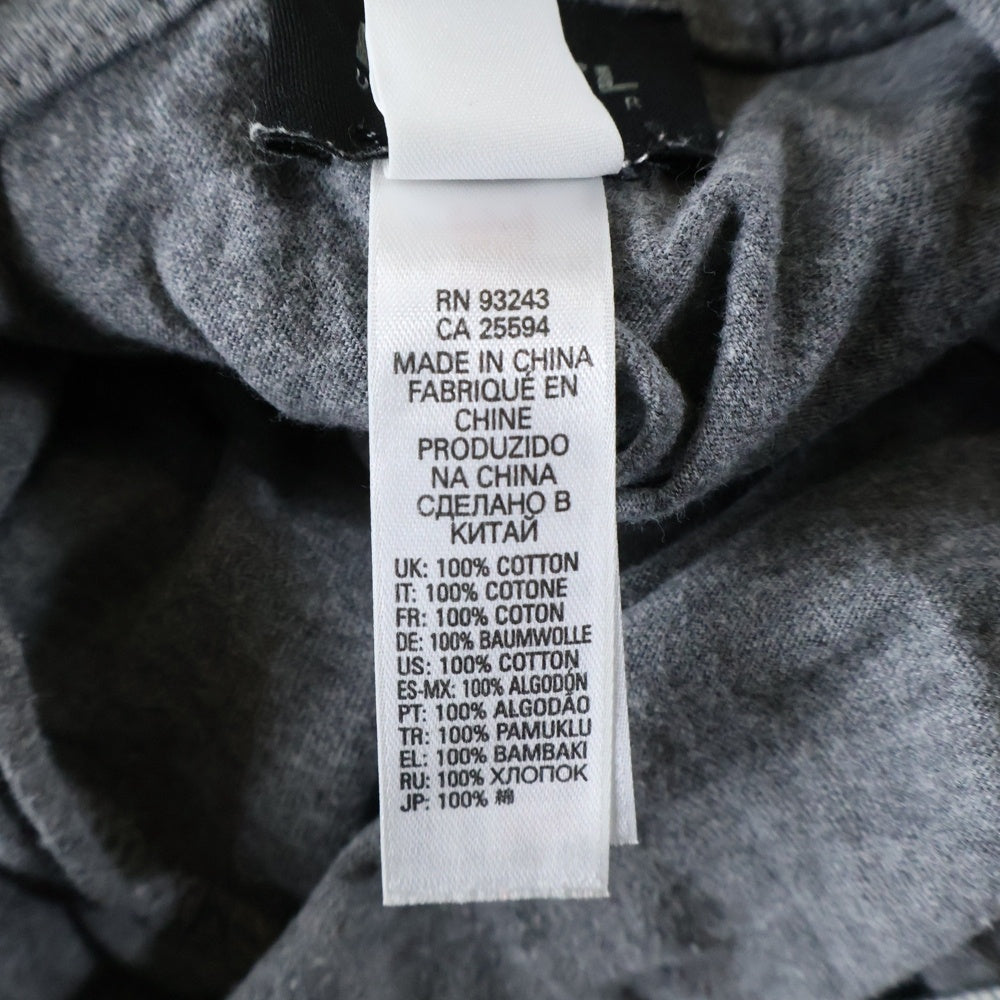 RN 93243
CA 25594
MADE IN CHINA
FABRIQUÉ EN
CHINE
PRODUZIDO
NA CHINA
СДЕЛАНО В
КИТАЙ
UK: 100% COTTON
IT: 100% COTONE
FR: 100% COTON
DE: 100% BAUMWOLLE
US: 100% COTTON
ES-MX: 100% ALGODÓN
PT: 100% ALGODÃO
TR: 100% PAMUKLU
EL: 100% BAMBAKI
RU: 100% ХЛОПОК
JP: 100% 綿